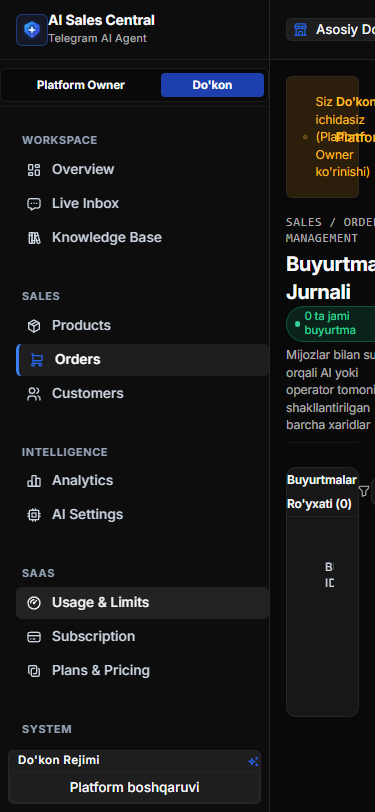 AI Sales Central
Telegram AI Agent
Platform Owner
Do'kon
WORKSPACE
Overview
Live Inbox
Knowledge Base
SALES
Products
Orders
Customers
INTELLIGENCE
Analytics
AI Settings
SAAS
Usage & Limits
Subscription
Plans & Pricing
SYSTEM
Do'kon Rejimi
Platform boshqaruvi
Asosiy Do
Siz Do'kon
ichidasiz
(Platform
Owner
ko'rinishi)
Platfor
SALES / ORDE
MANAGEMENT
Buyurtma
Jurnali
0 ta jami
buyurtma
Mijozlar bilan su
orqali AI yoki
operator tomoni
shakllantirilgan
barcha xaridlar
Buyurtmalar
Ro'yxati (0)
ID